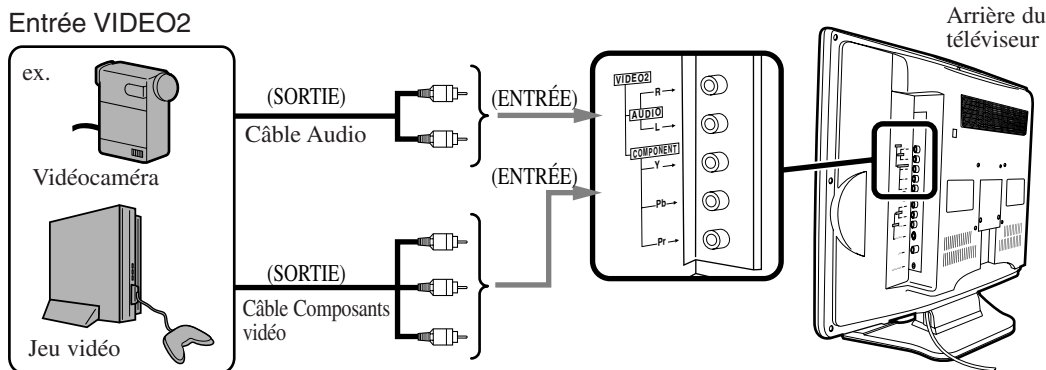 Entrée VIDEO2
ex.
Vidéocaméra
Jeu vidéo
(SORTIE)
Câble Audio
(SORTIE)
Câble Composants
vidéo
(ENTRÉE)
(ENTRÉE)
VIDEO2
R
AUDIO
L
COMPONENT
Y
Pb
Pr
Arrière du
téléviseur